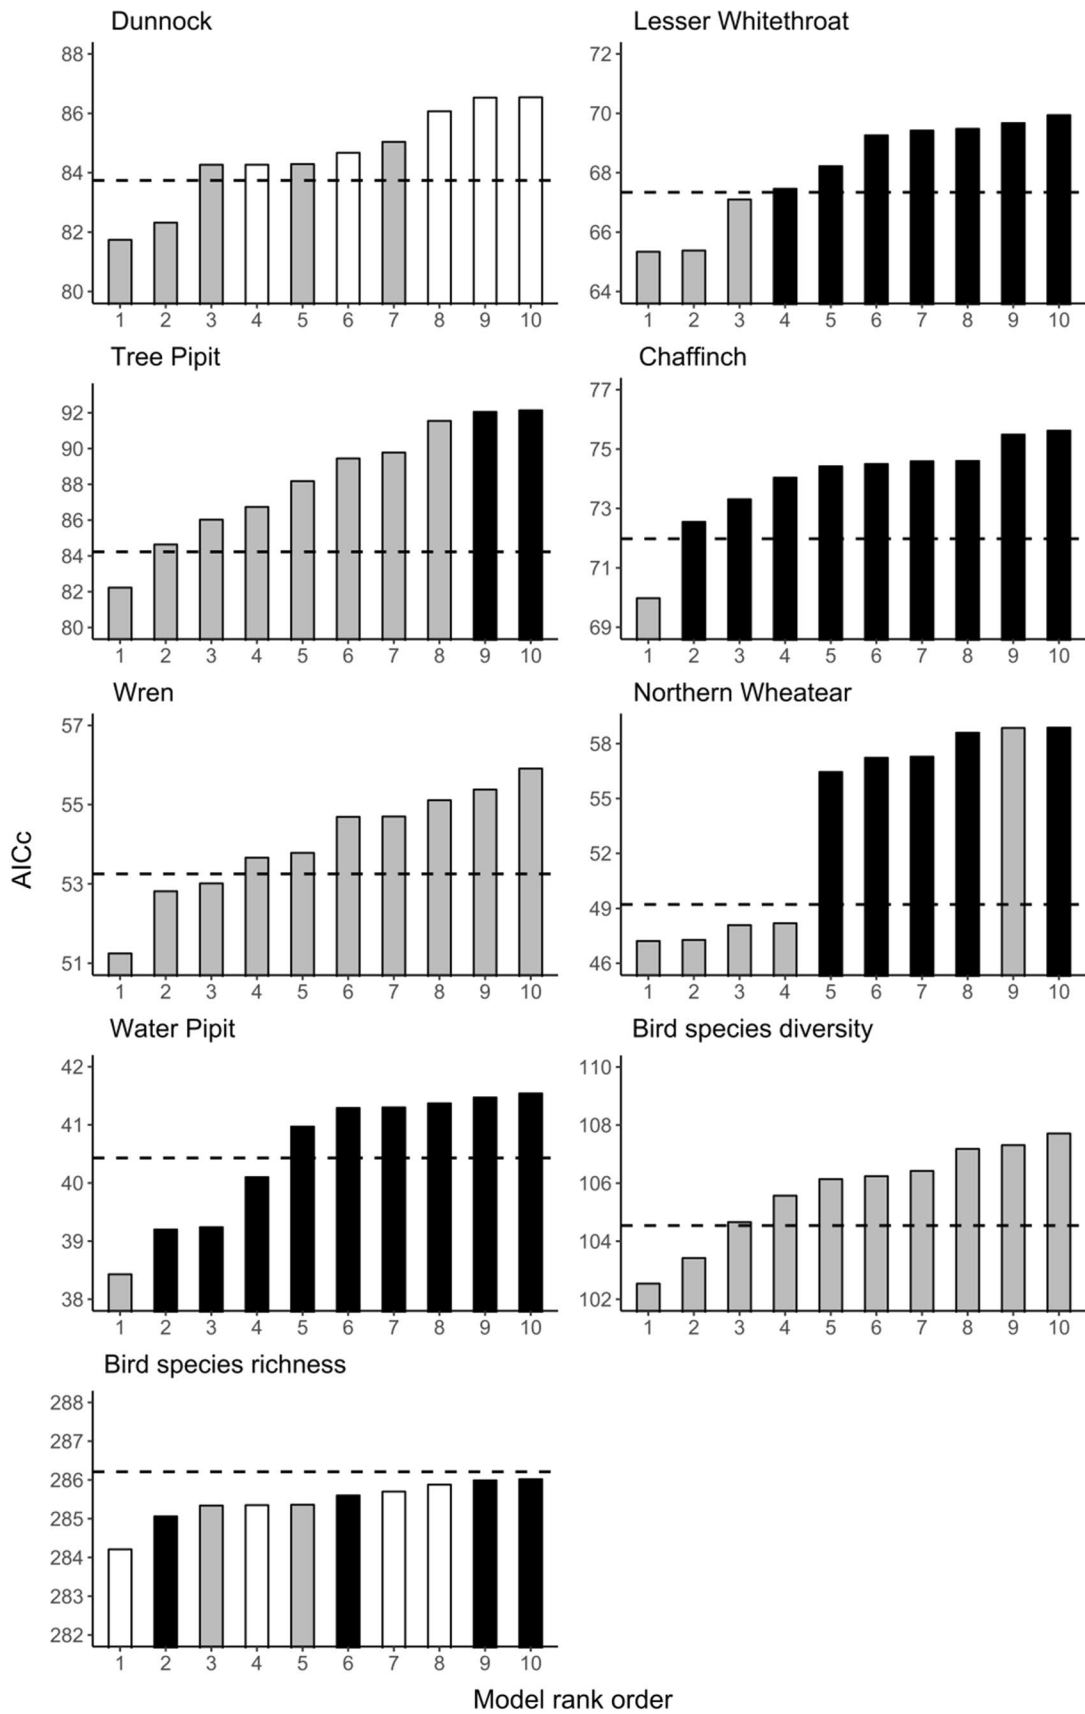 Dunnock
88
86
84
82
80
1 2 3 4 5 6 7 8 9 10
Lesser Whitethroat
72
70
68
66
64
1 2 3 4 5 6 7 8 9 10
Tree Pipit
92
90
88
86
84
82
80
1 2 3 4 5 6 7 8 9 10
Chaffinch
77
75
73
71
69
1 2 3 4 5 6 7 8 9 10
Wren
57
55
53
51
1 2 3 4 5 6 7 8 9 10
Northern Wheatear
58
55
52
49
46
1 2 3 4 5 6 7 8 9 10
AICc
Water Pipit
42
41
40
39
38
1 2 3 4 5 6 7 8 9 10
Bird species diversity
110
108
106
104
102
1 2 3 4 5 6 7 8 9 10
Bird species richness
288
287
286
285
284
283
282
1 2 3 4 5 6 7 8 9 10
Model rank order